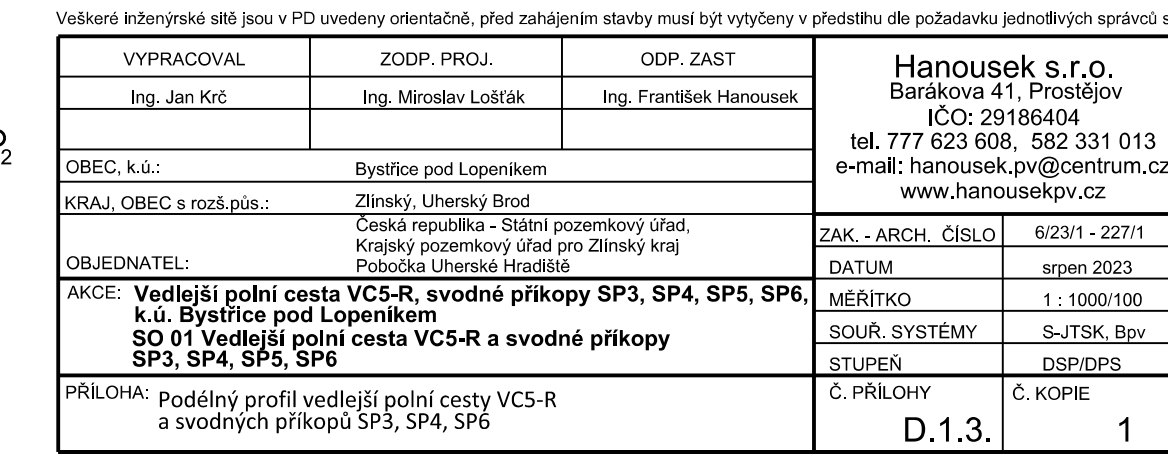 Veškeré inženýrské sítě jsou v PD uvedeny orientačně, před zahájením stavby musí být vytyčeny v předstihu dle požadavku jednotlivých správců s
VYPRACOVAL ZODP. PROJ. ODP. ZAST
Ing. Jan Krč Ing. Miroslav Lošťák Ing. František Hanousek
2
OBEC, k.ú.: Bystřice pod Lopeníkem
KRAJ, OBEC s rozš.půs.: Zlínský, Uherský Brod
Česká republika - Státní pozemkový úřad,
Krajský pozemkový úřad pro Zlínský kraj
OBJEDNATEL: Pobočka Uherské Hradiště
AKCE: Vedlejší polní cesta VC5-R, svodné příkopy SP3, SP4, SP5, SP6,
k.ú. Bystřice pod Lopeníkem
SO 01 Vedlejší polní cesta VC5-R a svodné příkopy
SP3, SP4, SP5, SP6
PŘÍLOHA: Podélný profil vedlejší polní cesty VC5-R
a svodných příkopů SP3, SP4, SP6
Hanousek s.r.o.
Barákova 41, Prostějov
IČO: 29186404
tel. 777 623 608, 582 331 013
e-mail: hanousek.pv@centrum.cz
www.hanousekpv.cz
ZAK. - ARCH. ČÍSLO 6/23/1 - 227/1
DATUM srpen 2023
MĚŘÍTKO 1 : 1000/100
SOUŘ. SYSTÉMY S-JTSK, Bpv
STUPEŇ DSP/DPS
Č. PŘÍLOHY Č. KOPIE
D.1.3. 1